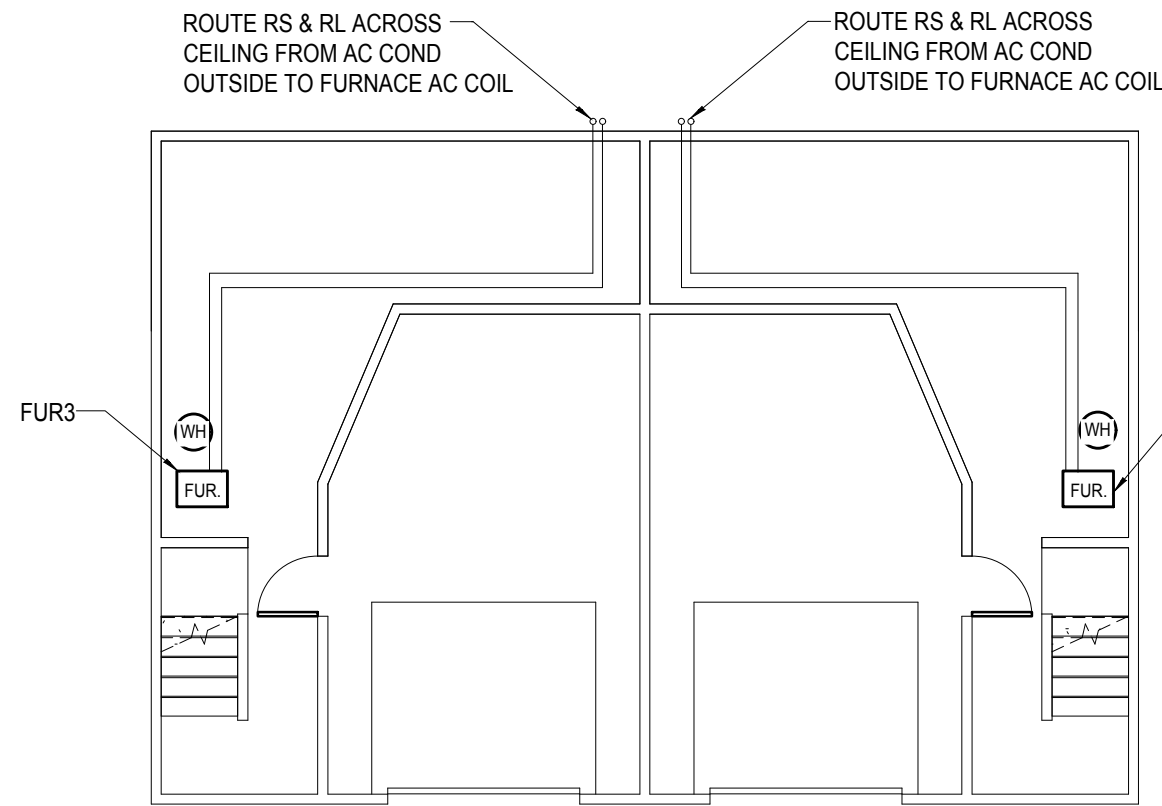 ROUTE RS & RL ACROSS
CEILING FROM AC COND
OUTSIDE TO FURNACE AC COIL
ROUTE RS & RL ACROSS
CEILING FROM AC COND
OUTSIDE TO FURNACE AC COIL
FUR3
WH
FUR.
WH
FUR.